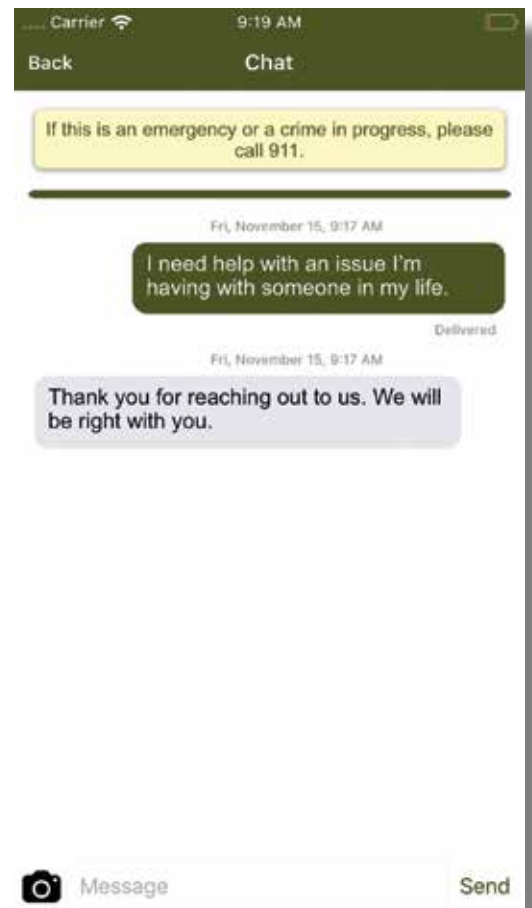 .... Carrier 9:19 AM
Back Chat
If this is an emergency or a crime in progress, please
call 911.
Fri, November 15, 9:17 AM
I need help with an issue I'm
having with someone in my life.
Delivered
Fri, November 15, 9:17 AM
Thank you for reaching out to us. We will
be right with you.
Message Send